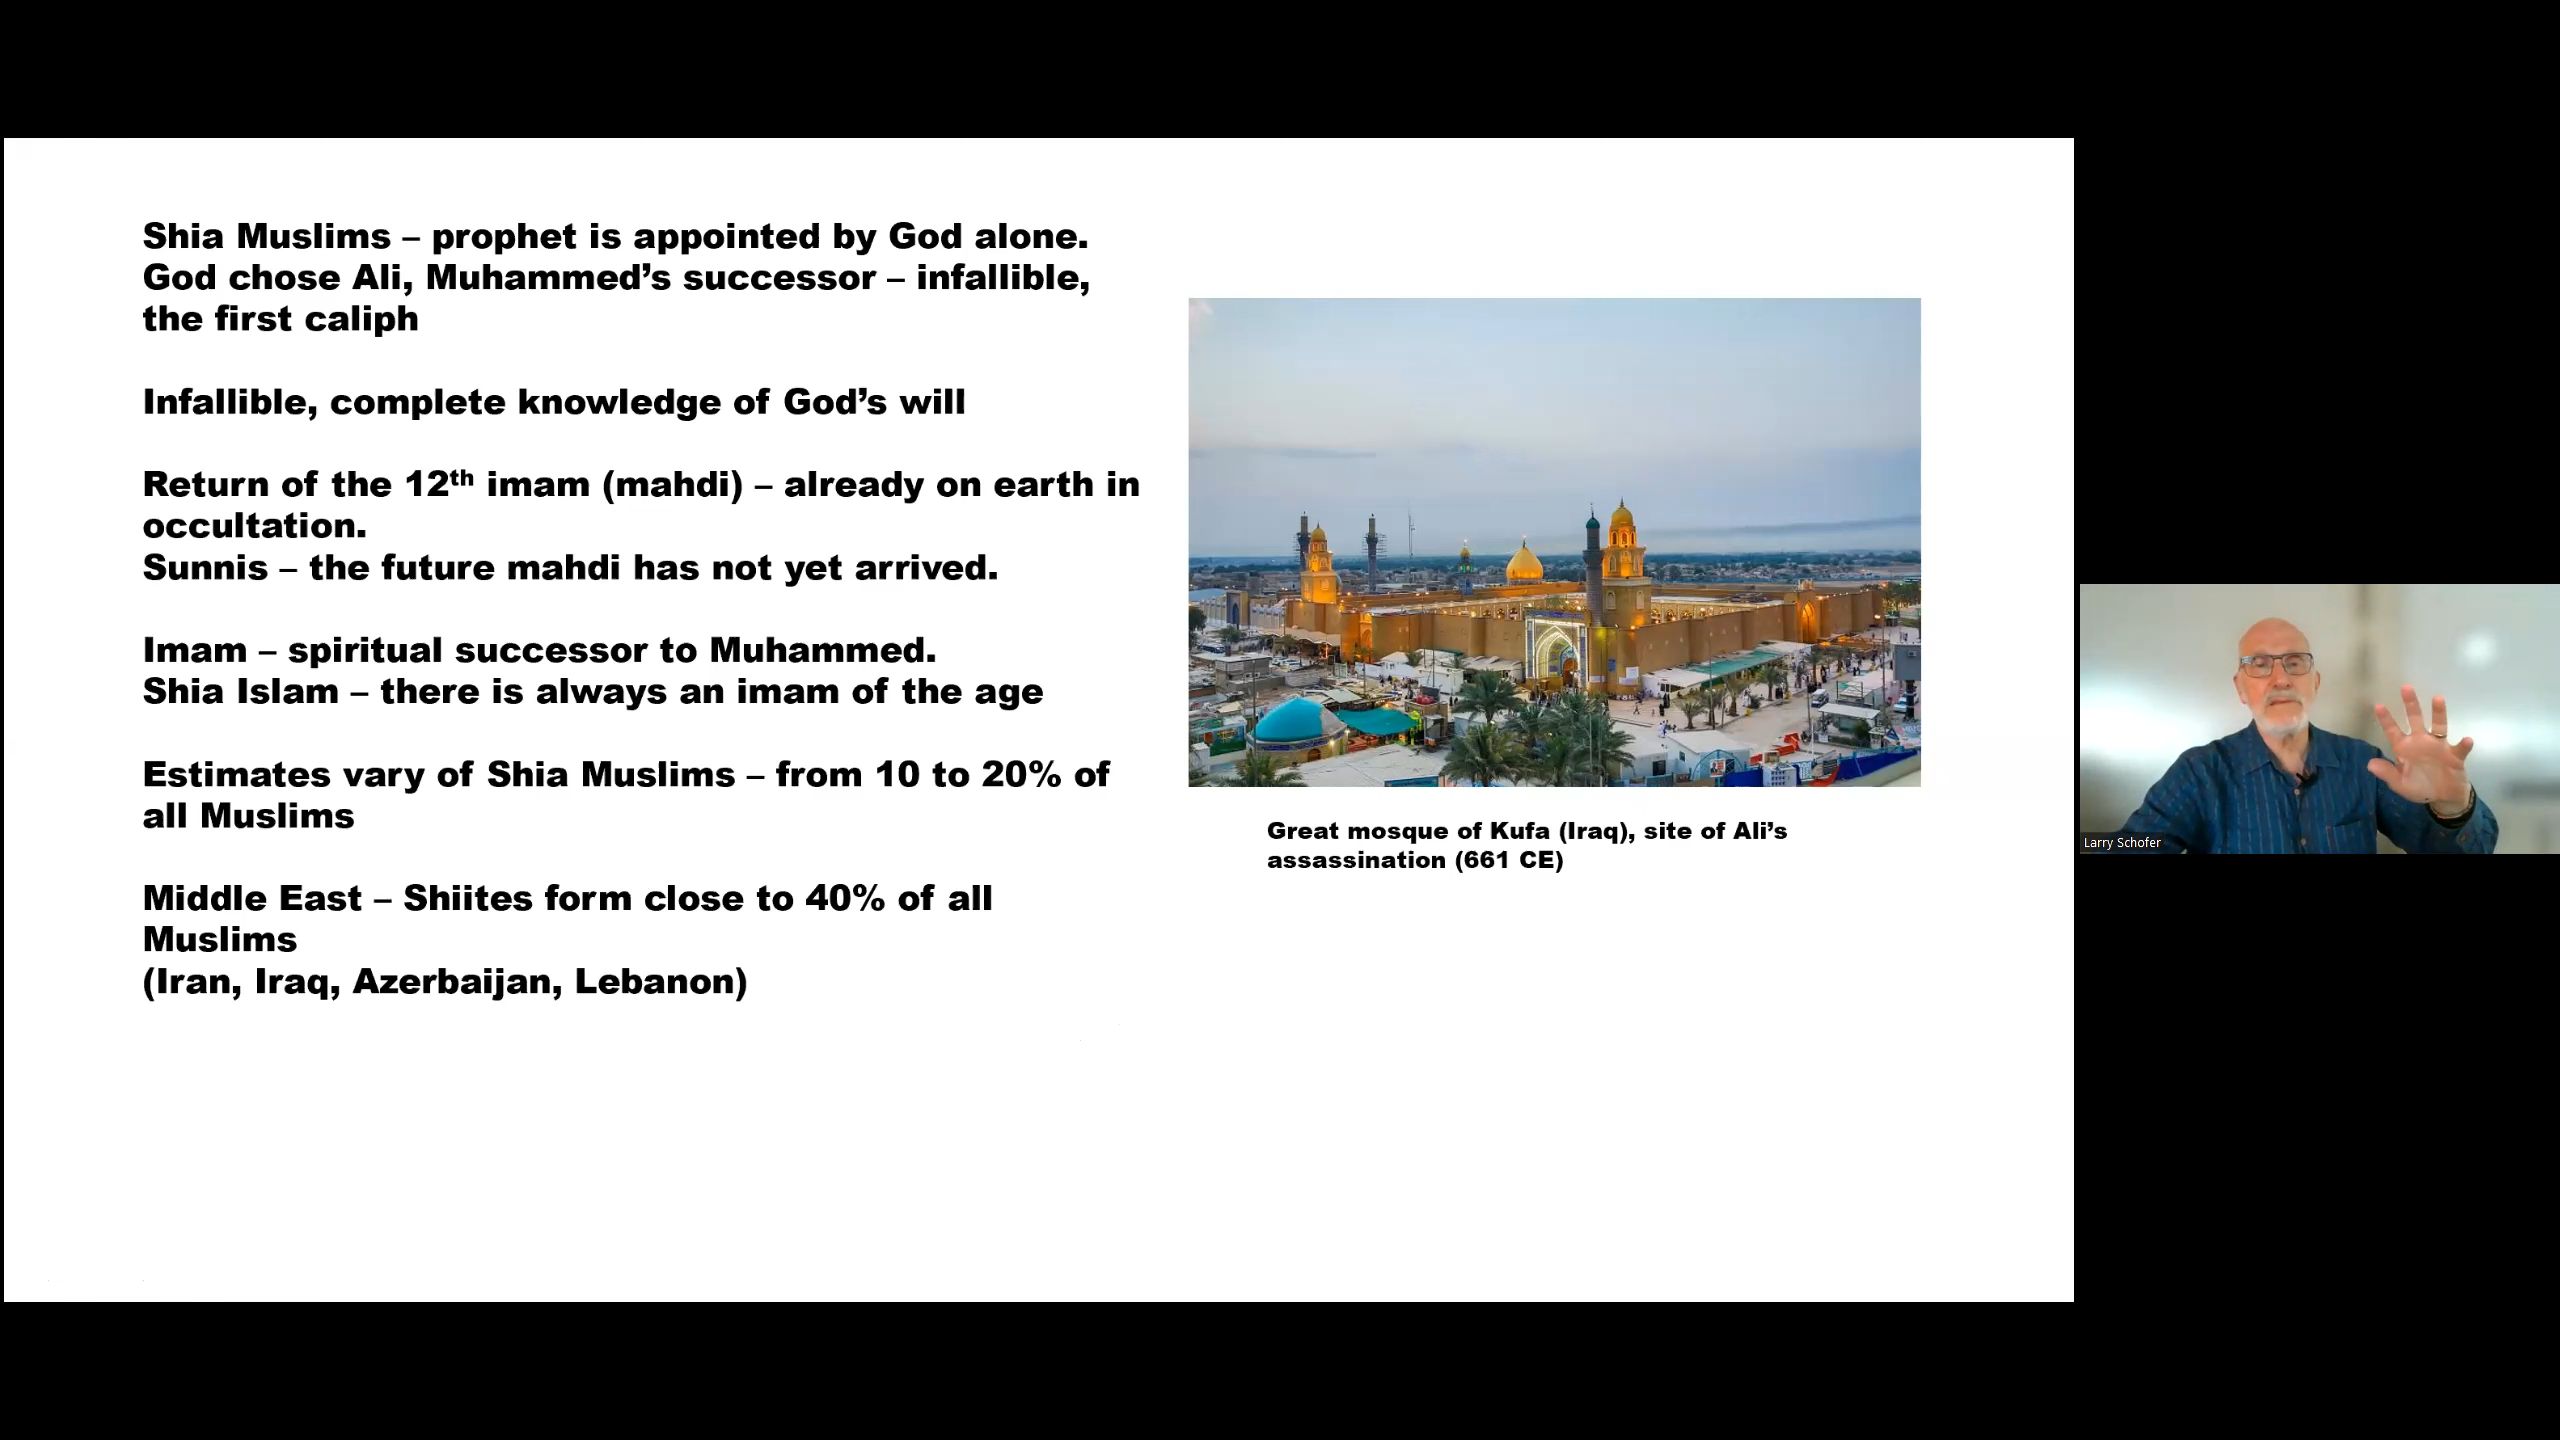 Shia Muslims – prophet is appointed by God alone.
God chose Ali, Muhammed’s successor – infallible,
the first caliph
Infallible, complete knowledge of God’s will
Return of the 12th imam (mahdi) – already on earth in
occultation.
Sunnis – the future mahdi has not yet arrived.
Imam – spiritual successor to Muhammed.
Shia Islam – there is always an imam of the age
Estimates vary of Shia Muslims – from 10 to 20% of
all Muslims
Middle East – Shiites form close to 40% of all
Muslims
(Iran, Iraq, Azerbaijan, Lebanon)
Great mosque of Kufa (Iraq), site of Ali’s
assassination (661 CE)
Larry Schofer